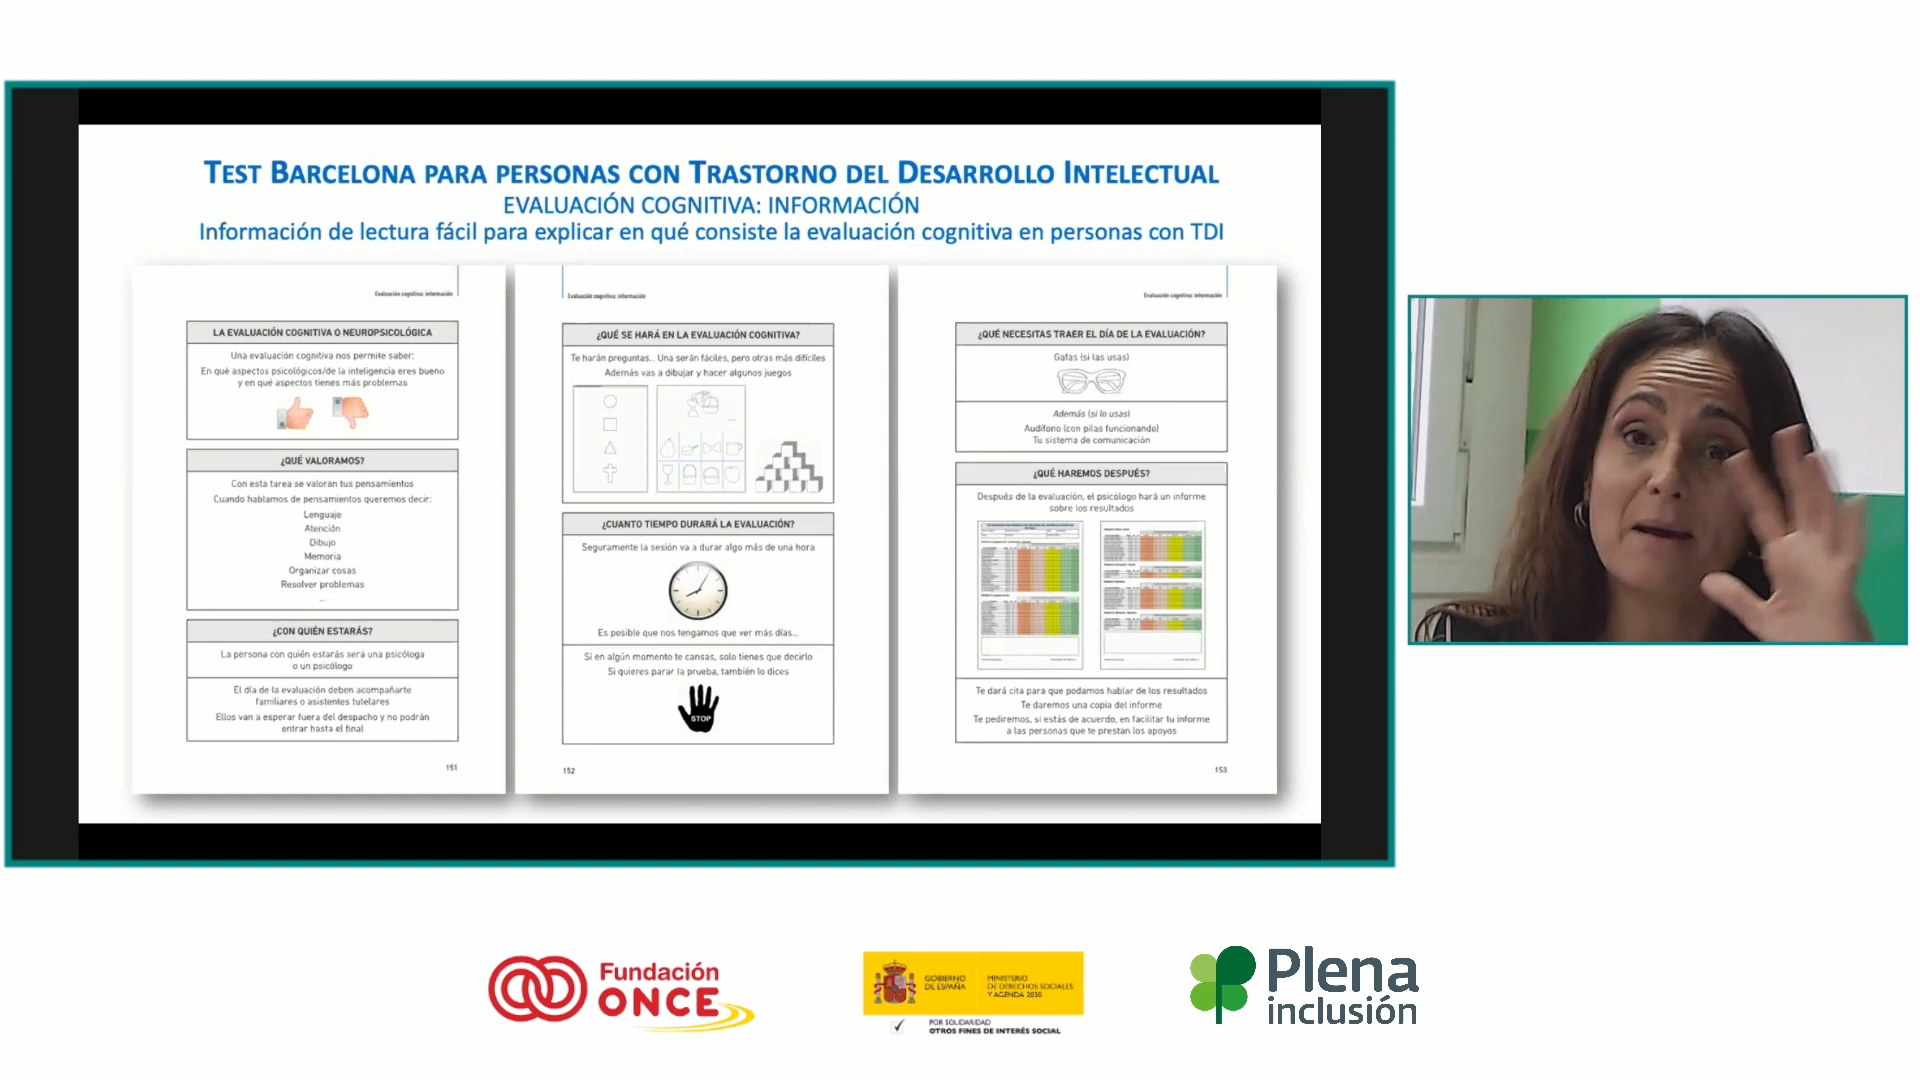 TEST BARCELONA PARA PERSONAS CON TRASTORNO DEL DESARROLLO INTELECTUAL
EVALUACIÓN COGNITIVA: INFORMACIÓN
Información de lectura fácil para explicar en qué consiste la evaluación cognitiva en personas con TDI
Evaluación cognitiva: información
LA EVALUACIÓN COGNITIVA O NEUROPSICOLÓGICA
Una evaluación cognitiva nos permite saber:
En qué aspectos psicológicos/de la inteligencia eres bueno
y en qué aspectos tienes más problemas
¿QUÉ VALORAMOS?
Con esta tarea se valoran tus pensamientos
Cuando hablamos de pensamientos queremos decir:
Lenguaje
Atención
Dibujo
Memoria
Organizar cosas
Resolver problemas
...
¿CON QUIÉN ESTARÁS?
La persona con quién estarás será una psicóloga
o un psicólogo
El día de la evaluación deben acompañarte
familiares o asistentes tutelares
Ellos van a esperar fuera del despacho y no podrán
entrar hasta el final
151
Evaluación cognitiva: información
¿QUÉ SE HARÁ EN LA EVALUACIÓN COGNITIVA?
Te harán preguntas... Una serán fáciles, pero otras más difíciles
Además vas a dibujar y hacer algunos juegos
¿CUANTO TIEMPO DURARÁ LA EVALUACIÓN?
Seguramente la sesión va a durar algo más de una hora
Es posible que nos tengamos que ver más días...
Si en algún momento te cansas, solo tienes que decirlo
Si quieres parar la prueba, también lo dices
STOP
152
Evaluación cognitiva: información
¿QUÉ NECESITAS TRAER EL DÍA DE LA EVALUACIÓN?
Gafas (si las usas)
Además (si lo usas)
Audífono (con pilas funcionando)
Tu sistema de comunicación
¿QUÉ HAREMOS DESPUÉS?
Después de la evaluación, el psicólogo hará un informe
sobre los resultados
Te dará cita para que podamos hablar de los resultados
Te daremos una copia del informe
Te pediremos, si estás de acuerdo, en facilitar tu informe
a las personas que te prestan los apoyos
153
Fundación
ONCE
GOBIERNO
DE ESPAÑA
MINISTERIO
DE DERECHOS SOCIALES
Y AGENDA 2030
POR SOLIDARIDAD
OTROS FINES DE INTERÉS SOCIAL
Plena
inclusión